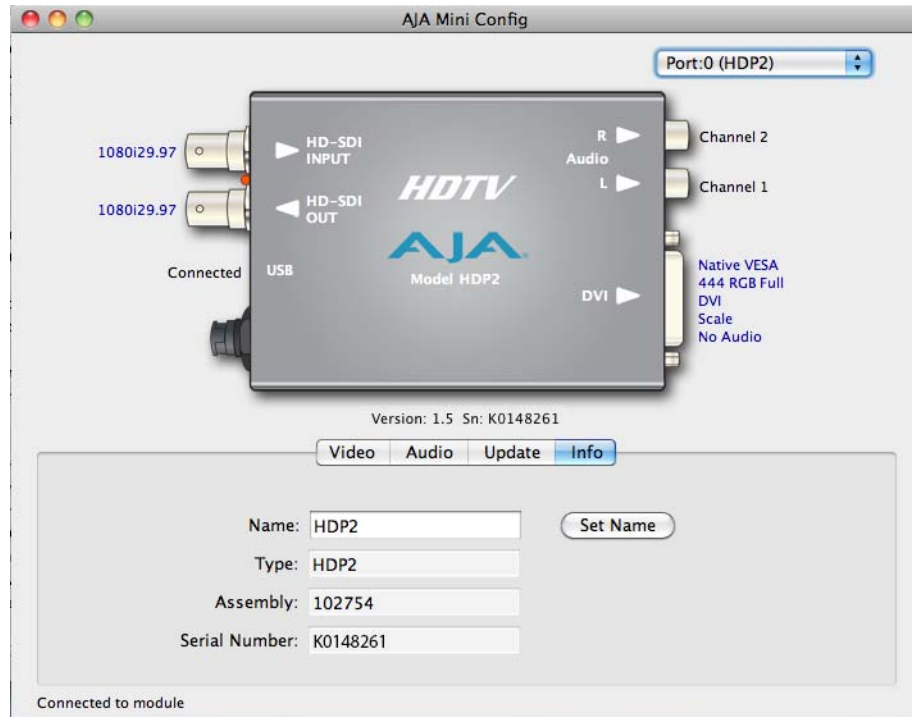 AJA Mini Config
Port:0 (HDP2)
1080i29.97
HD-SDI
INPUT
R
Audio
L
Channel 2
Channel 1
HDTV
1080i29.97
HD-SDI
OUT
AJA
Model HDP2
Connected
USB
DVI
Native VESA
444 RGB Full
DVI
Scale
No Audio
Version: 1.5 Sn: K0148261
Video Audio Update Info
Name: HDP2 Set Name
Type: HDP2
Assembly: 102754
Serial Number: K0148261
Connected to module